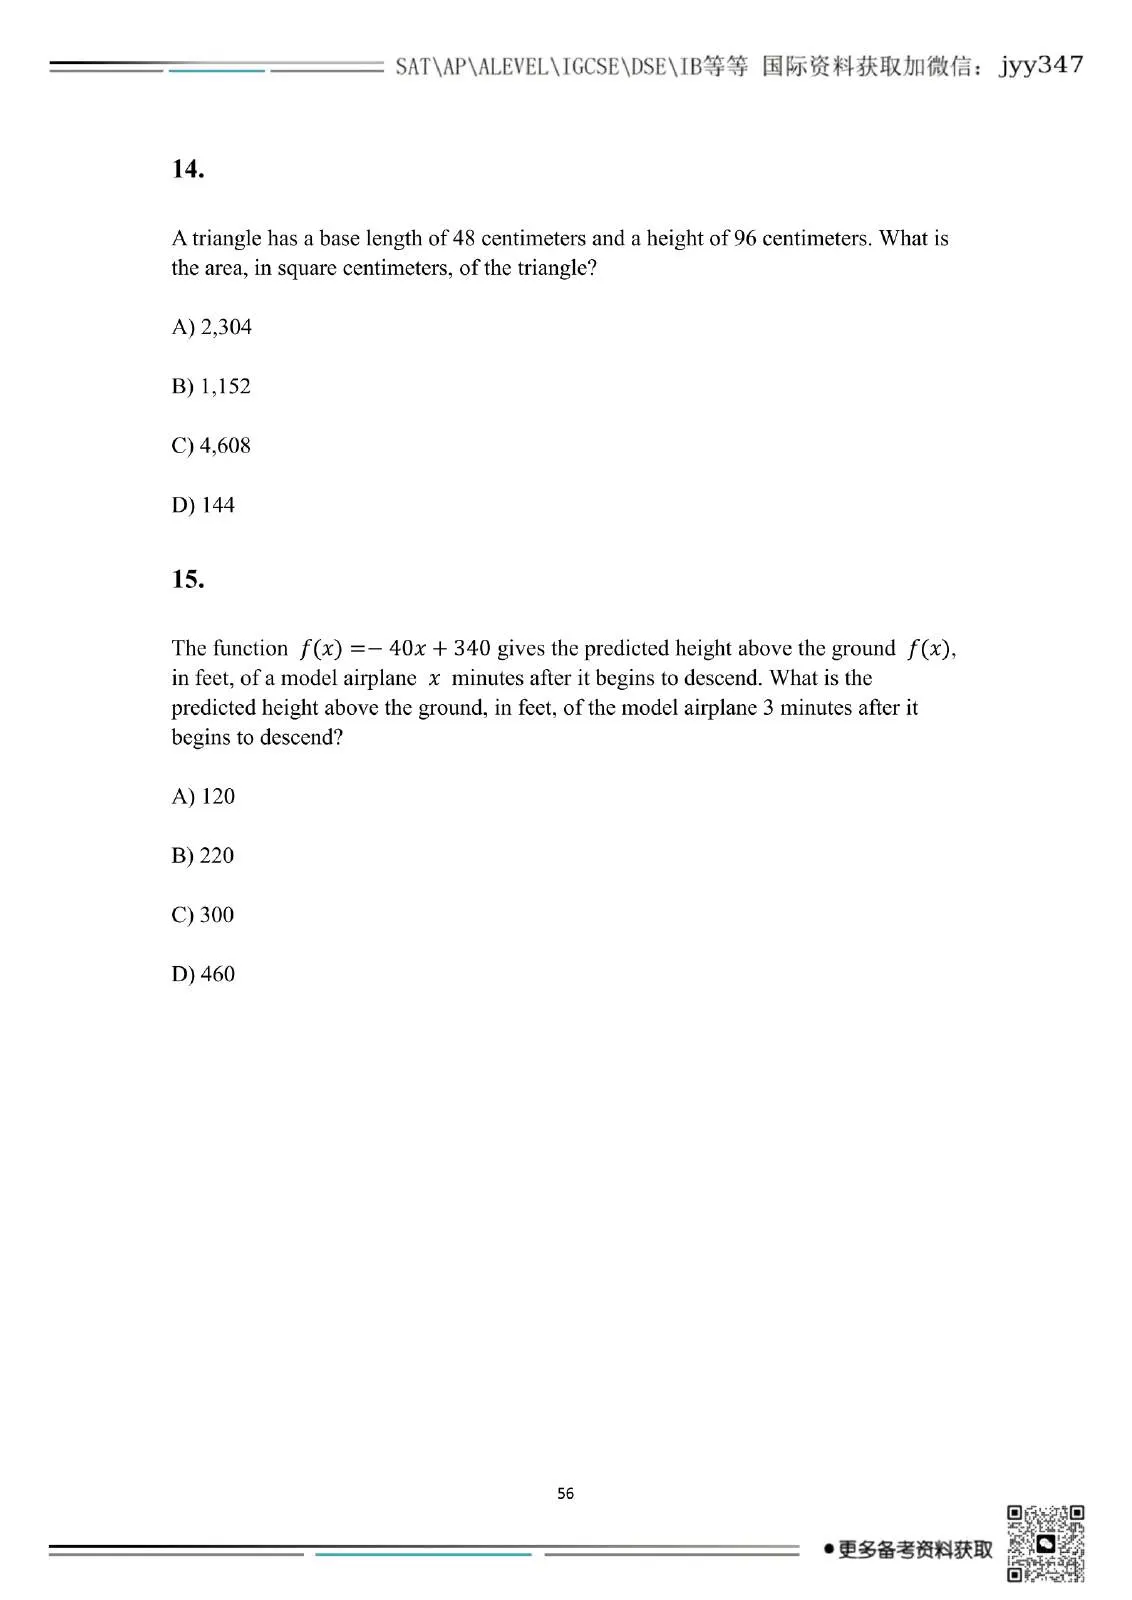 SAT\AP\ALEVEL\IGCSE\DSE\IB等等 国际资料获取加微信：jyy347
14.
A triangle has a base length of 48 centimeters and a height of 96 centimeters. What is
the area, in square centimeters, of the triangle?
A) 2,304
B) 1,152
C) 4,608
D) 144
15.
The function f(x) =− 40x + 340 gives the predicted height above the ground f(x),
in feet, of a model airplane x minutes after it begins to descend. What is the
predicted height above the ground, in feet, of the model airplane 3 minutes after it
begins to descend?
A) 120
B) 220
C) 300
D) 460
56
●更多备考资料获取